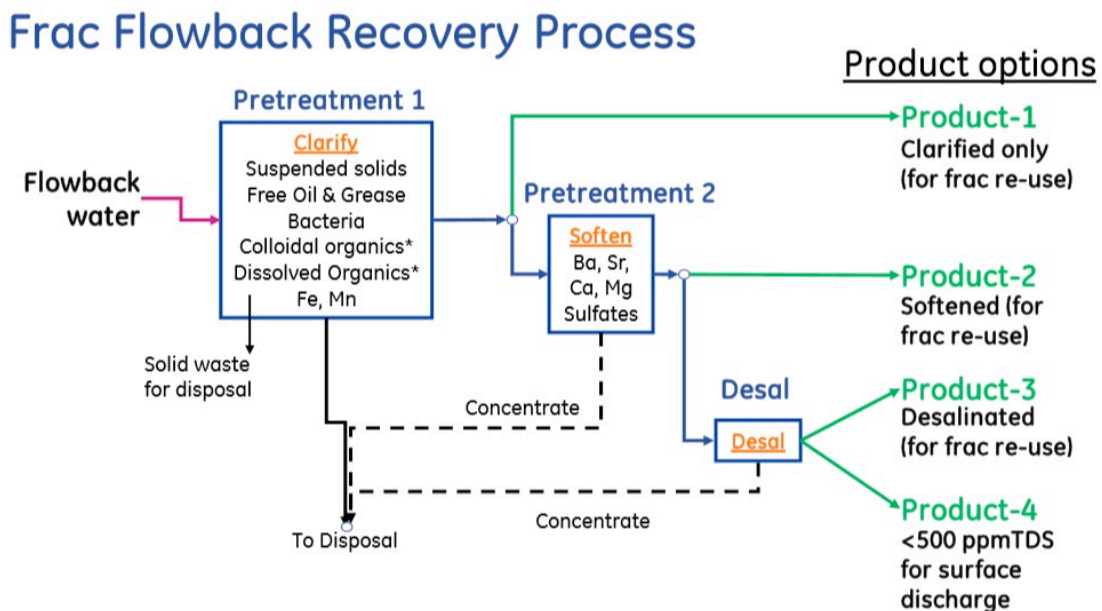 Frac Flowback Recovery Process
Product options
Pretreatment 1
Clarify
Suspended solids
Free Oil & Grease
Bacteria
Colloidal organics*
Dissolved Organics*
Fe, Mn
Flowback
water
Solid waste
for disposal
Pretreatment 2
Soften
Ba, Sr,
Ca, Mg
Sulfates
Concentrate
Desal
Desal
Concentrate
To Disposal
Product-1
Clarified only
(for frac re-use)
Product-2
Softened (for
frac re-use)
Product-3
Desalinated
(for frac re-use)
Product-4
<500 ppmTDS
for surface
discharge